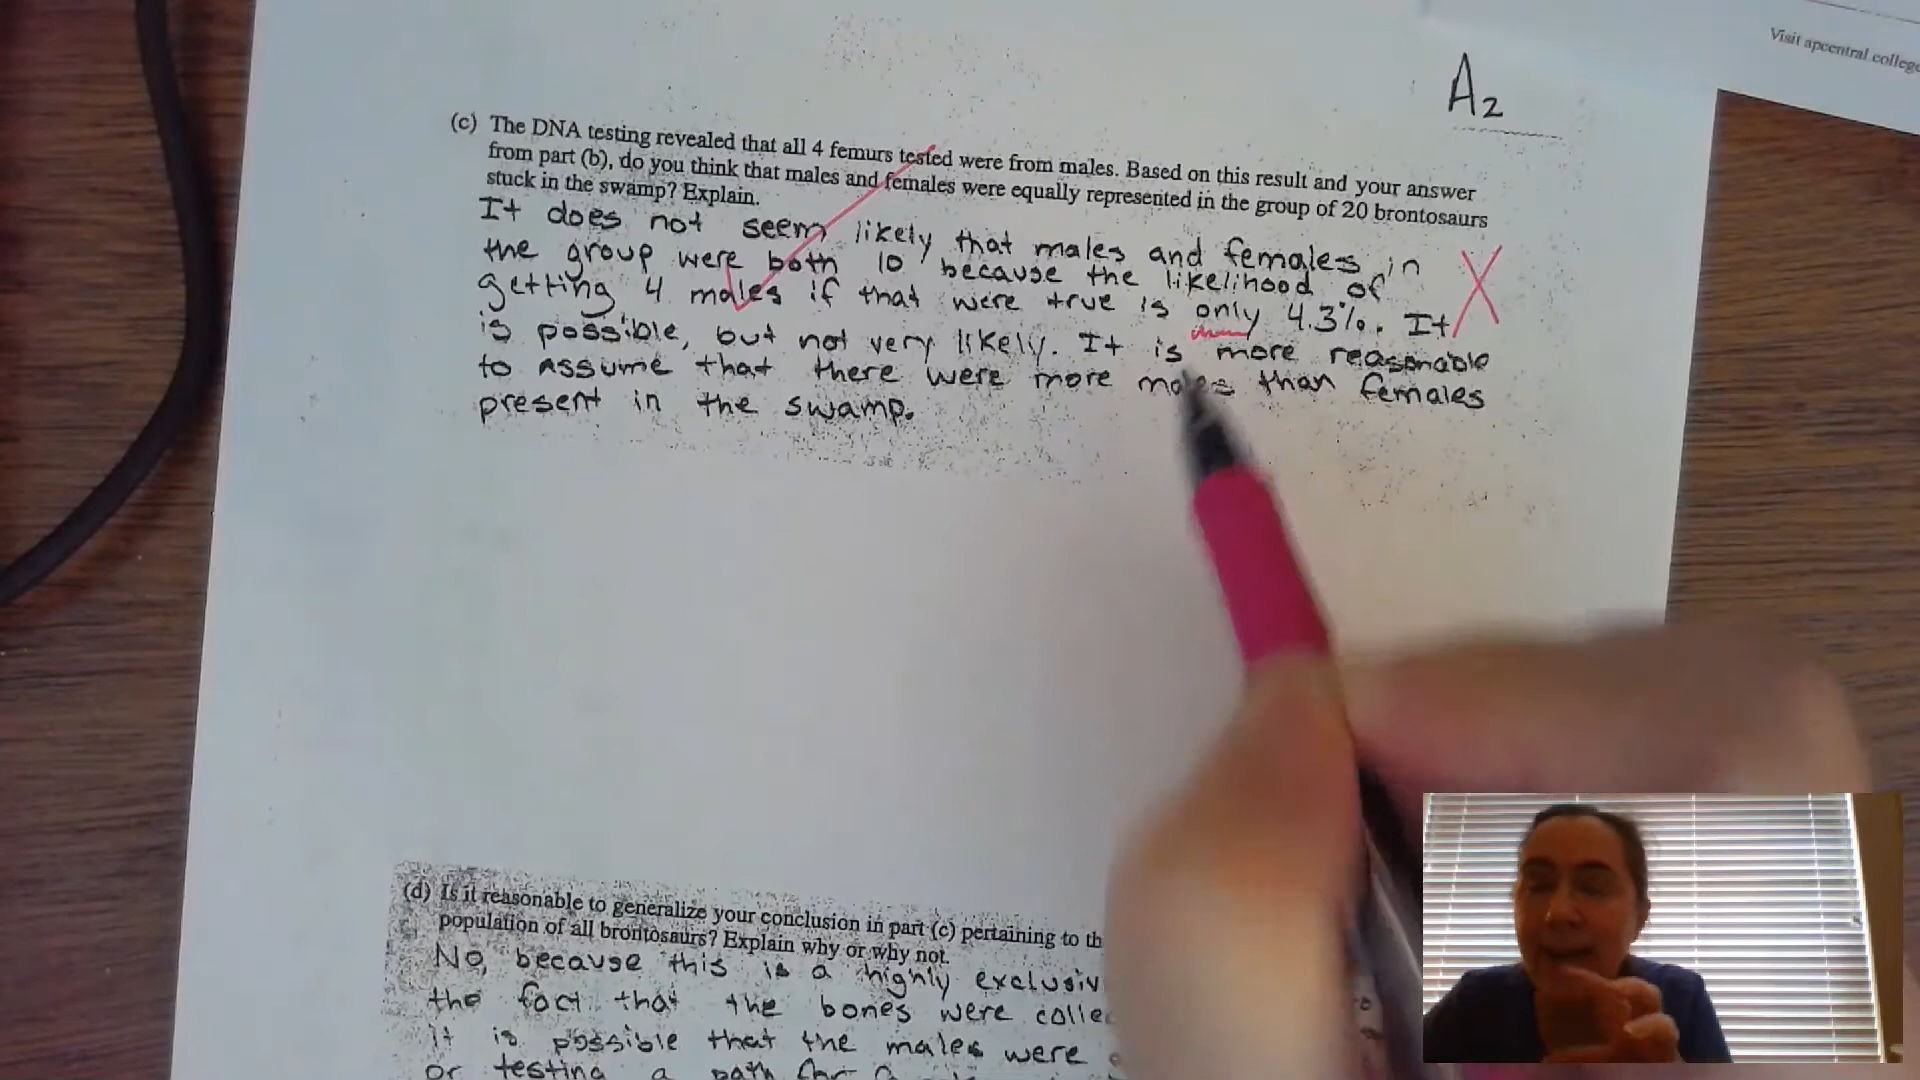 Visit apcentral.college
A2
(c) The DNA testing revealed that all 4 femurs tested were from males. Based on this result and your answer
from part (b), do you think that males and females were equally represented in the group of 20 brontosaurs
stuck in the swamp? Explain.
It does not seem likely that males and females in
the group were both 10 because the likelihood of
getting 4 males if that were true is only 4.3%. It
is possible, but not very likely. It is more reasonable
to assume that there were more males than females
present in the swamp.
(d) Is it reasonable to generalize your conclusion in part (c) pertaining to th
population of all brontosaurs? Explain why or why not.
No, because this is a highly exclusiv
the fact that the bones were collec
It is possible that the males were
or testing a path for a